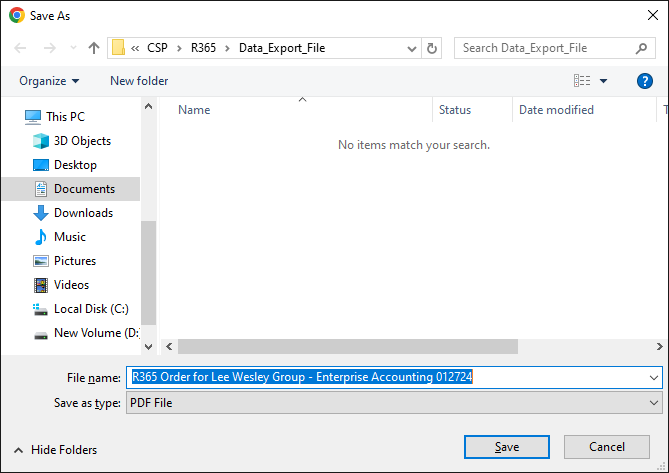 Save As
« CSP > R365 > Data_Export_File
Search Data_Export_File
Organize
New folder
?
Name
Status
Date modified
T
No items match your search.
This PC
3D Objects
Desktop
Documents
Downloads
Music
Pictures
Videos
Local Disk (C:)
New Volume (D:
File name: R365 Order for Lee Wesley Group - Enterprise Accounting 012724
Save as type: PDF File
Hide Folders
Save
Cancel